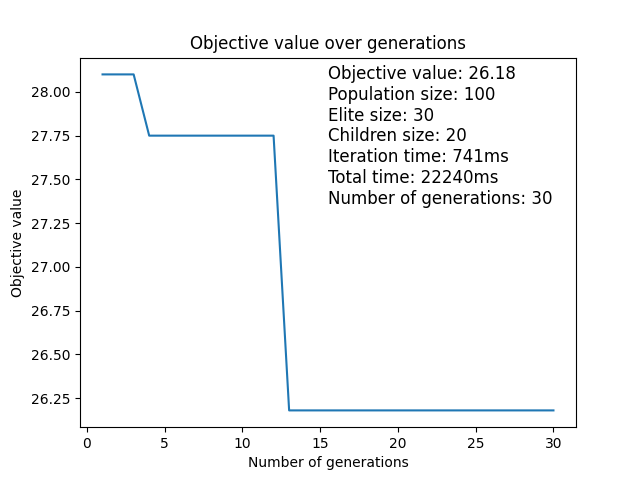 Objective value over generations
Objective value: 26.18
Population size: 100
Elite size: 30
Children size: 20
Iteration time: 741ms
Total time: 22240ms
Number of generations: 30
Objective value
28.00
27.75
27.50
27.25
27.00
26.75
26.50
26.25
0 5 10 15 20 25 30
Number of generations